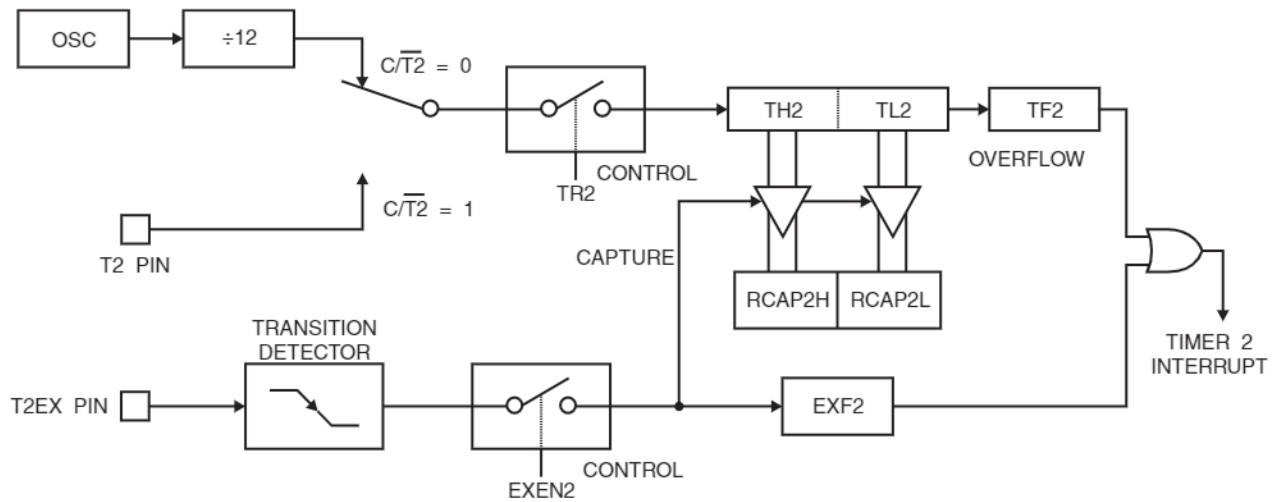 OSC
÷12
C/T2̅ = 0
TH2
TL2
TF2
OVERFLOW
CONTROL
TR2
C/T2̅ = 1
T2 PIN
CAPTURE
RCAP2H
RCAP2L
TIMER 2
INTERRUPT
TRANSITION
DETECTOR
T2EX PIN
EXF2
CONTROL
EXEN2